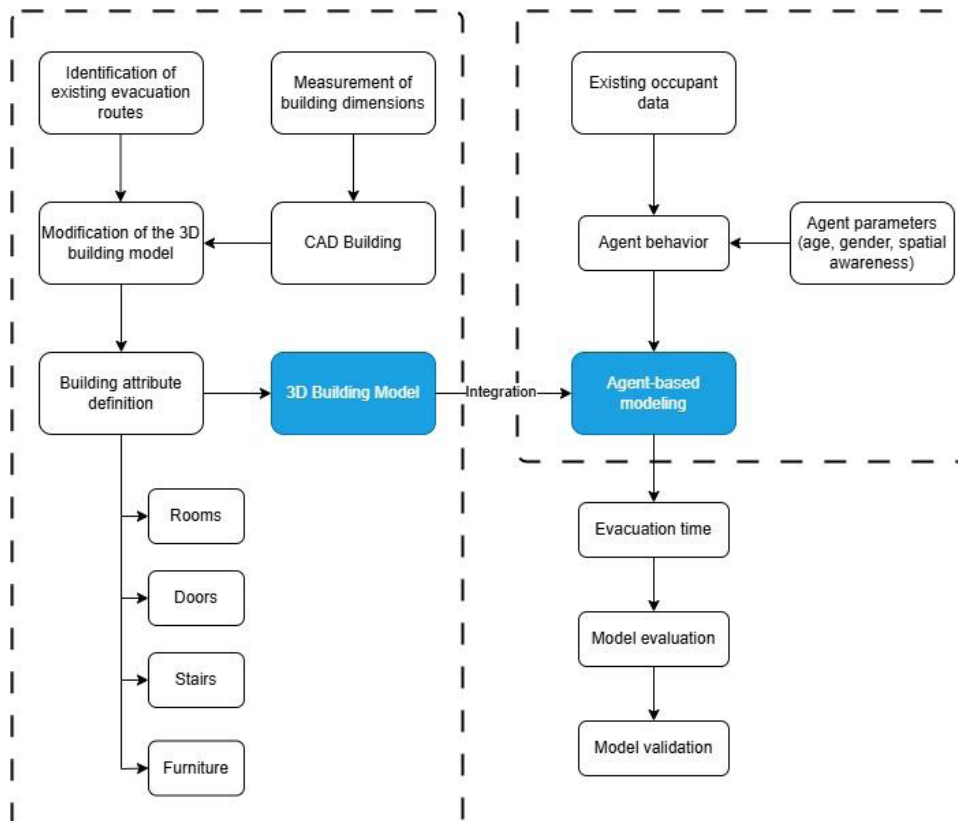 Identification of
existing evacuation
routes
Measurement of
building dimensions
Modification of the 3D
building model
CAD Building
Building attribute
definition
3D Building Model
Rooms
Doors
Stairs
Furniture
Integration
Existing occupant
data
Agent behavior
Agent parameters
(age, gender, spatial
awareness)
Agent-based
modeling
Evacuation time
Model evaluation
Model validation